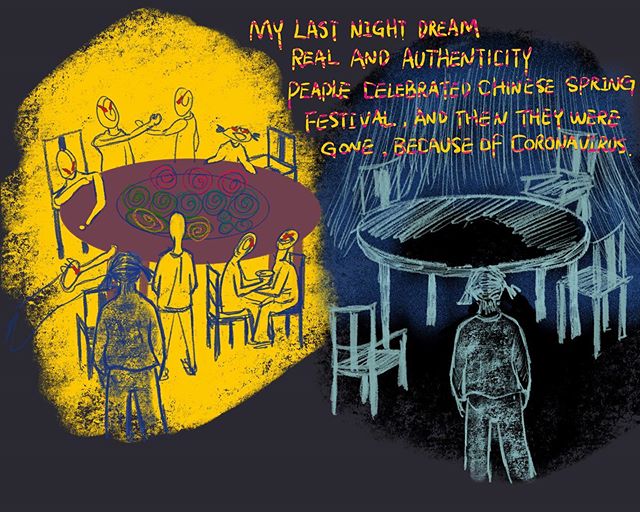 MY LAST NIGHT DREAM
REAL AND AUTHENTICITY
PEAPLE CELEBRATED CHINESE SPRING
FESTIVAL., AND THEN THEY WERE
GONE, BECAUSE OF CORONAVIRUS.